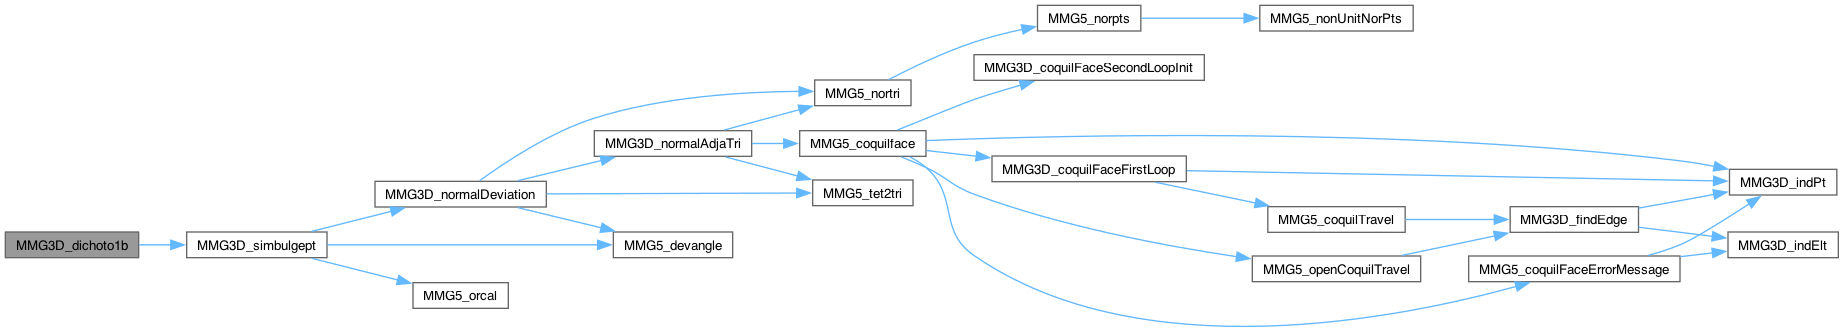 MMG3D_dichoto1b
MMG3D_simbulgept
MMG3D_normalDeviation
MMG5_devangle
MMG5_orcal
MMG3D_normalAdjaTri
MMG5_nortri
MMG5_tet2tri
MMG5_coquilface
MMG5_norpts
MMG5_nonUnitNorPts
MMG3D_coquilFaceSecondLoopInit
MMG3D_coquilFaceFirstLoop
MMG3D_indPt
MMG5_coquilTravel
MMG3D_findEdge
MMG3D_indElt
MMG5_openCoquilTravel
MMG5_coquilFaceErrorMessage